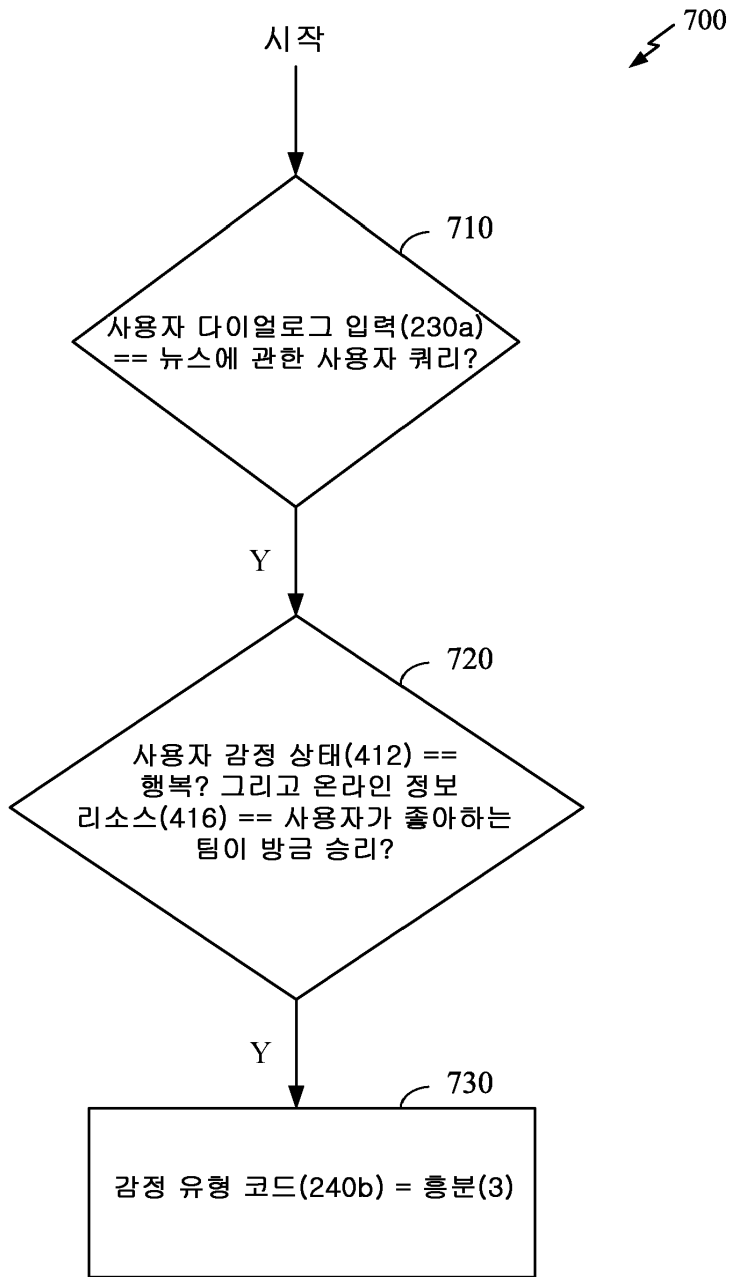 시작
700
710
사용자 다이얼로그 입력(230a)
== 뉴스에 관한 사용자 쿼리?
Y
720
사용자 감정 상태(412) ==
행복? 그리고 온라인 정보
리소스(416) == 사용자가 좋아하는
팀이 방금 승리?
Y
730
감정 유형 코드(240b) = 흥분(3)